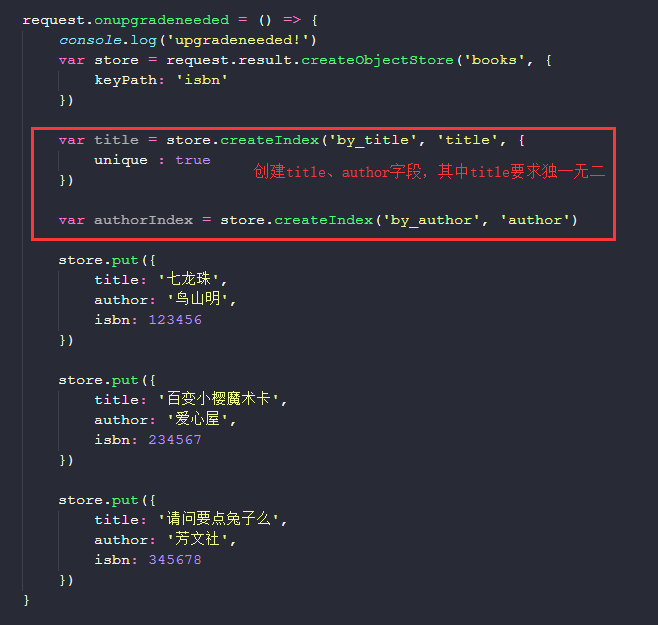 request.onupgradeneeded = () => {
    console.log('upgradeneeded!')
    var store = request.result.createObjectStore('books', {
        keyPath: 'isbn'
    })

    var title = store.createIndex('by_title', 'title', {
        unique : true
创建title、author字段，其中title要求独一无二
    })

    var authorIndex = store.createIndex('by_author', 'author')

    store.put({
        title: '七龙珠',
        author: '鸟山明',
        isbn: 123456
    })

    store.put({
        title: '百变小樱魔术卡',
        author: '爱心屋',
        isbn: 234567
    })

    store.put({
        title: '请问要点兔子么',
        author: '芳文社',
        isbn: 345678
    })
}